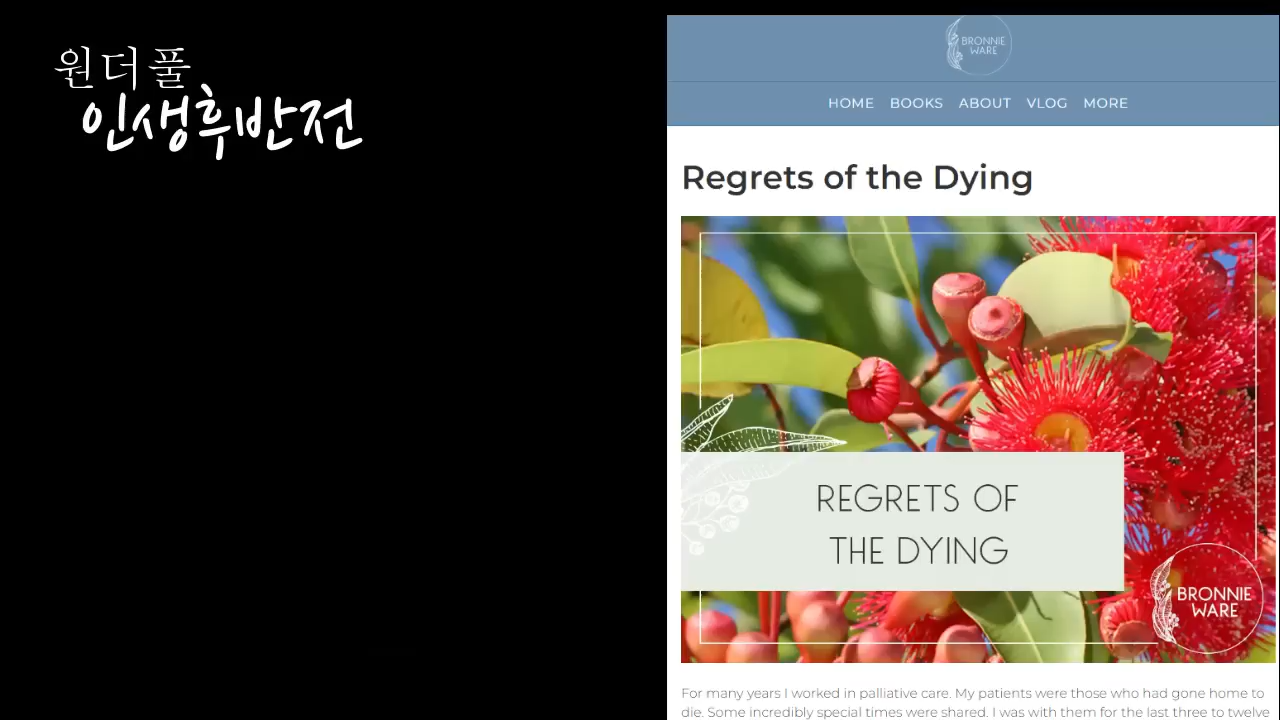 원더풀
인생후반전
BRONNIE
WARE
HOME BOOKS ABOUT VLOG MORE
Regrets of the Dying
REGRETS OF
THE DYING
BRONNIE
WARE
For many years I worked in palliative care. My patients were those who had gone home to
die. Some incredibly special times were shared. I was with them for the last three to twelve